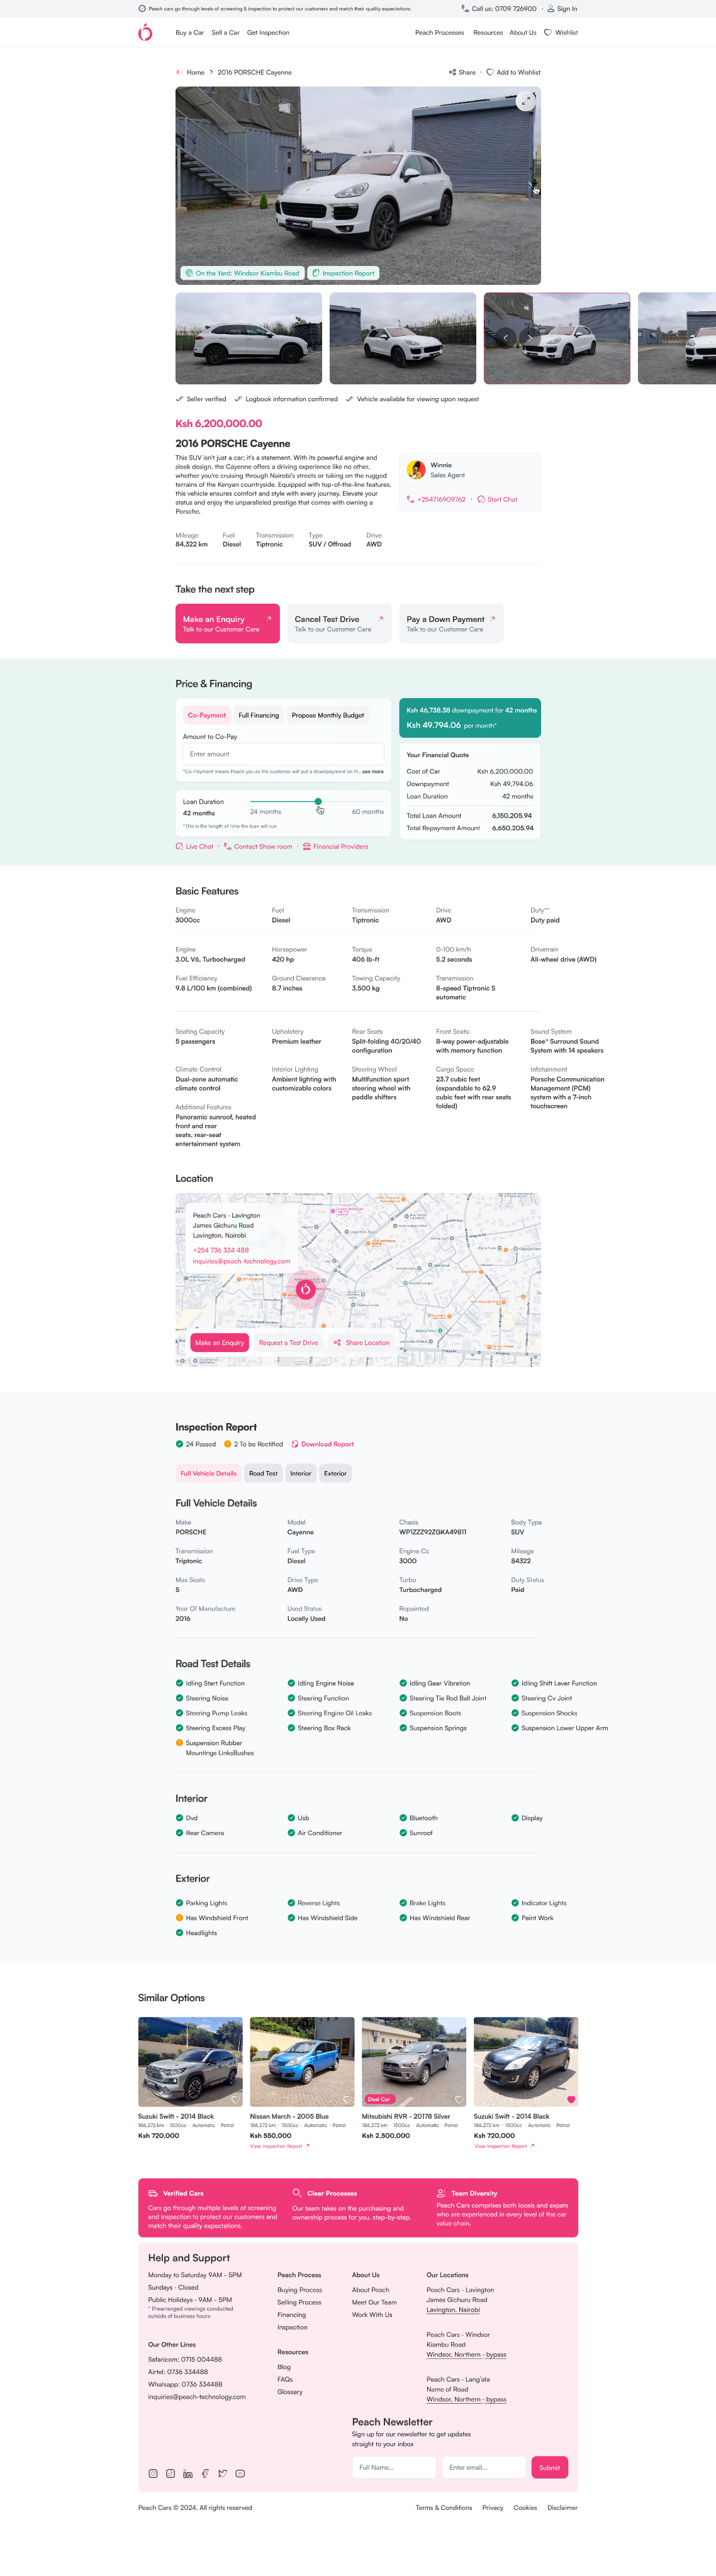 Peach cars go through levels of screening & inspection to protect our customers and match their quality expectations.
Call us: 0709 726900 · Sign In
Buy a Car Sell a Car Get Inspection Peach Processes Resources About Us Wishlist
Home > 2016 PORSCHE Cayenne
Share · Add to Wishlist
On the Yard: Windsor Kiambu Road Inspection Report
Seller verified Logbook information confirmed Vehicle available for viewing upon request
Ksh 6,200,000.00
2016 PORSCHE Cayenne
This SUV isn't just a car; it's a statement. With its powerful engine and
sleek design, the Cayenne offers a driving experience like no other,
whether you're cruising through Nairobi's streets or taking on the rugged
terrains of the Kenyan countryside. Equipped with top-of-the-line features,
this vehicle ensures comfort and style with every journey. Elevate your
status and enjoy the unparalleled prestige that comes with owning a
Porsche.
Winnie
Sales Agent
+254716909762 · Start Chat
Mileage Fuel Transmission Type Drive
84,322 km Diesel Tiptronic SUV / Offroad AWD
Take the next step
Make an Enquiry
Talk to our Customer Care
Cancel Test Drive
Talk to our Customer Care
Pay a Down Payment
Talk to our Customer Care
Price & Financing
Co-Payment Full Financing Propose Monthly Budget
Amount to Co-Pay
Enter amount
*Co-Payment means Peach you as the customer will put a downpayment on th... see more
Loan Duration
42 months
24 months 60 months
*This is the length of time the loan will run
Live Chat · Contact Show room · Financial Providers
Ksh 46,738.38 downpayment for 42 months
Ksh 49.794.06 per month*
Your Financial Quote
Cost of Car Ksh 6,200,000.00
Downpayment Ksh 49,794.06
Loan Duration 42 months
Total Loan Amount 6,150,205.94
Total Repayment Amount 6,650,205.94
Basic Features
Engine Fuel Transmission Drive Duty**
3000cc Diesel Tiptronic AWD Duty paid
Engine Horsepower Torque 0-100 km/h Drivetrain
3.0L V6, Turbocharged 420 hp 406 lb-ft 5.2 seconds All-wheel drive (AWD)
Fuel Efficiency Ground Clearance Towing Capacity Transmission
9.8 L/100 km (combined) 8.7 inches 3,500 kg 8-speed Tiptronic S
automatic
Seating Capacity Upholstery Rear Seats Front Seats: Sound System
5 passengers Premium leather Split-folding 40/20/40 8-way power-adjustable Bose® Surround Sound
configuration with memory function System with 14 speakers
Climate Control Interior Lighting Steering Wheel Cargo Space Infotainment
Dual-zone automatic Ambient lighting with Multifunction sport 23.7 cubic feet Porsche Communication
climate control customizable colors steering wheel with (expandable to 62.9 Management (PCM)
paddle shifters cubic feet with rear seats system with a 7-inch
folded) touchscreen
Additional Features
Panoramic sunroof, heated
front and rear
seats, rear-seat
entertainment system
Location
Peach Cars - Lavington
James Gichuru Road
Lavington, Nairobi
+254 736 334 488
inquiries@peach-technology.com
Make an Enquiry Request a Test Drive Share Location
Inspection Report
24 Passed 2 To be Rectified Download Report
Full Vehicle Details Road Test Interior Exterior
Full Vehicle Details
Make Model Chasis Body Type
PORSCHE Cayenne WP1ZZZ92ZGKA49811 SUV
Transmission Fuel Type Engine Cc Mileage
Triptonic Diesel 3000 84322
Max Seats Drive Type Turbo Duty Status
5 AWD Turbocharged Paid
Year Of Manufacture Used Status Repainted
2016 Locally Used No
Road Test Details
Idling Start Function Idling Engine Noise Idling Gear Vibration Idling Shift Lever Function
Steering Noise Steering Function Steering Tie Rod Ball Joint Steering Cv Joint
Steering Pump Leaks Steering Engine Oil Leaks Suspension Boots Suspension Shocks
Steering Excess Play Steering Box Rack Suspension Springs Suspension Lower Upper Arm
Suspension Rubber
Mountings LinksBushes
Interior
Dvd Usb Bluetooth Display
Rear Camera Air Conditioner Sunroof
Exterior
Parking Lights Reverse Lights Brake Lights Indicator Lights
Has Windshield Front Has Windshield Side Has Windshield Rear Paint Work
Headlights
Similar Options
Deal Car
Suzuki Swift - 2014 Black Nissan March - 2005 Blue Mitsubishi RVR - 20178 Silver Suzuki Swift - 2014 Black
186,272 km · 1500cc · Automatic · Petrol 186,272 km · 1500cc · Automatic · Petrol 186,272 km · 1500cc · Automatic · Petrol 186,272 km · 1500cc · Automatic · Petrol
Ksh 720,000 Ksh 550,000 Ksh 2,500,000 Ksh 720,000
View Inspection Report View Inspection Report
Verified Cars
Cars go through multiple levels of screening
and inspection to protect our customers and
match their quality expectations.
Clear Processes
Our team takes on the purchasing and
ownership process for you, step-by-step.
Team Diversity
Peach Cars comprises both locals and expats
who are experienced in every level of the car
value chain.
Help and Support
Monday to Saturday 9AM - 5PM
Sundays - Closed
Public Holidays - 9AM - 5PM
* Prearranged viewings conducted
outside of business hours
Our Other Lines
Safaricom: 0715 004488
Airtel: 0736 334488
Whatsapp: 0736 334488
inquiries@peach-technology.com
Peach Process
Buying Process
Selling Process
Financing
Inspection
Resources
Blog
FAQs
Glossary
About Us
About Peach
Meet Our Team
Work With Us
Our Locations
Peach Cars - Lavington
James Gichuru Road
Lavington, Nairobi
Peach Cars - Windsor
Kiambu Road
Windsor, Northern - bypass
Peach Cars - Lang'ata
Name of Road
Windsor, Northern - bypass
Peach Newsletter
Sign up for our newsletter to get updates
straight to your inbox
Full Name... Enter email... Submit
Peach Cars © 2024. All rights reserved
Terms & Conditions Privacy Cookies Disclaimer